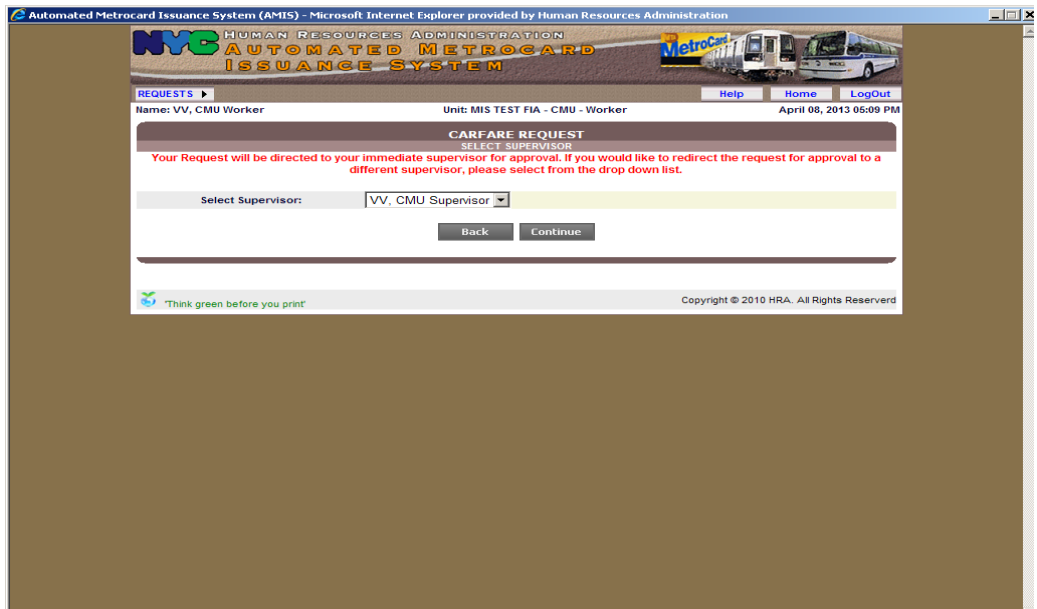 Automated Metrocard Issuance System (AMIS) - Microsoft Internet Explorer provided by Human Resources Administration
NYC
HUMAN RESOURCES ADMINISTRATION
AUTOMATED METROCARD
ISSUANCE SYSTEM
MetroCard
REQUESTS
Help Home LogOut
Name: VV, CMU Worker Unit: MIS TEST FIA - CMU - Worker April 08, 2013 05:09 PM
CARFARE REQUEST
SELECT SUPERVISOR
Your Request will be directed to your immediate supervisor for approval. If you would like to redirect the request for approval to a
different supervisor, please select from the drop down list.
Select Supervisor: VV, CMU Supervisor
Back Continue
'Think green before you print' Copyright © 2010 HRA. All Rights Reserverd